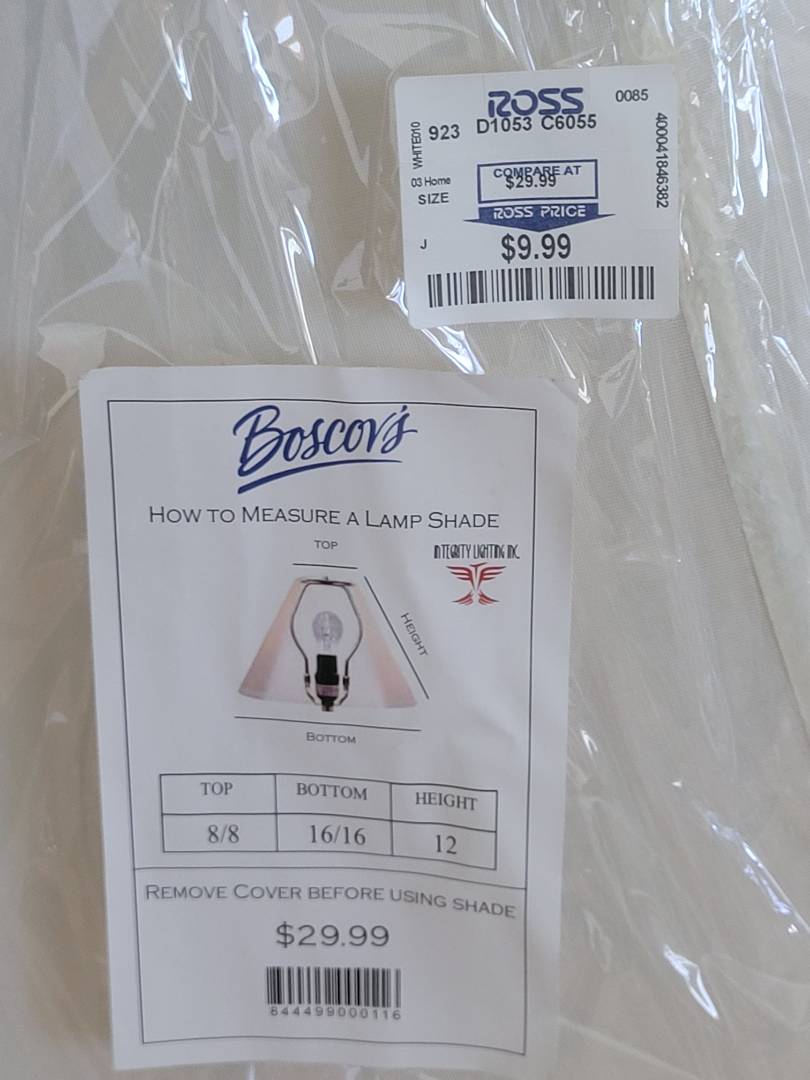 ROSS
0085
923 D1053 C6055
WHITE010
400041846382
03 Home
COMPARE AT
$29.99
SIZE
ROSS PRICE
J
$9.99
Boscov's
HOW TO MEASURE A LAMP SHADE
TOP
INTEGRITY LIGHTING INC.
HEIGHT
BOTTOM
TOP BOTTOM HEIGHT
8/8 16/16 12
REMOVE COVER BEFORE USING SHADE
$29.99
844499000116